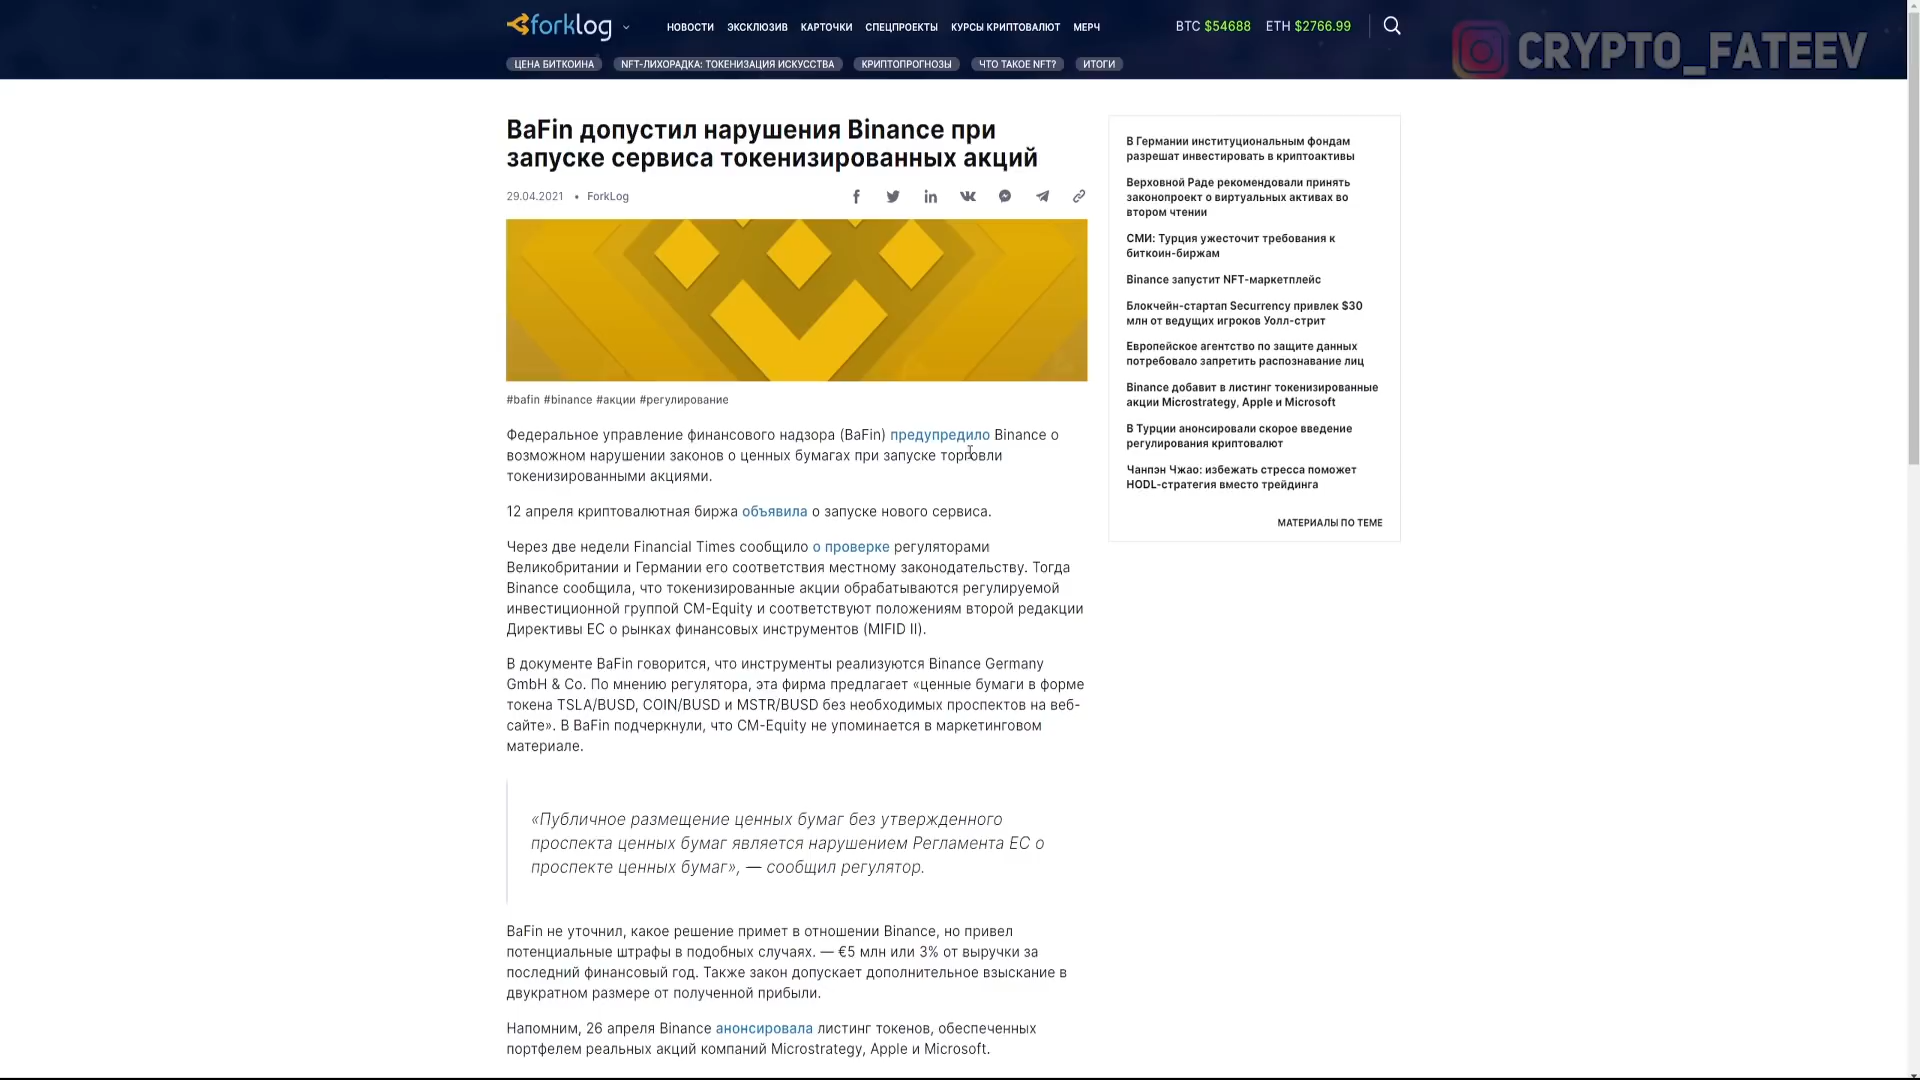 forklog
НОВОСТИ ЭКСКЛЮЗИВ КАРТОЧКИ СПЕЦПРОЕКТЫ КУРСЫ КРИПТОВАЛЮТ МЕРЧ
BTC $54688 ETH $2766.99
CRYPTO_FATEEV
ЦЕНА БИТКОИНА NFT-ЛИХОРАДКА: ТОКЕНИЗАЦИЯ ИСКУССТВА КРИПТОПРОГНОЗЫ ЧТО ТАКОЕ NFT? ИТОГИ
BaFin допустил нарушения Binance при
запуске сервиса токенизированных акций
29.04.2021 • ForkLog
#bafin #binance #акции #регулирование
Федеральное управление финансового надзора (BaFin) предупредило Binance о
возможном нарушении законов о ценных бумагах при запуске торговли
токенизированными акциями.
12 апреля криптовалютная биржа объявила о запуске нового сервиса.
Через две недели Financial Times сообщило о проверке регуляторами
Великобритании и Германии его соответствия местному законодательству. Тогда
Binance сообщила, что токенизированные акции обрабатываются регулируемой
инвестиционной группой CM-Equity и соответствуют положениям второй редакции
Директивы ЕС о рынках финансовых инструментов (MIFID II).
В документе BaFin говорится, что инструменты реализуются Binance Germany
GmbH & Co. По мнению регулятора, эта фирма предлагает «ценные бумаги в форме
токена TSLA/BUSD, COIN/BUSD и MSTR/BUSD без необходимых проспектов на веб-
сайте». В BaFin подчеркнули, что CM-Equity не упоминается в маркетинговом
материале.
«Публичное размещение ценных бумаг без утвержденного
проспекта ценных бумаг является нарушением Регламента ЕС о
проспекте ценных бумаг», — сообщил регулятор.
BaFin не уточнил, какое решение примет в отношении Binance, но привел
потенциальные штрафы в подобных случаях. — €5 млн или 3% от выручки за
последний финансовый год. Также закон допускает дополнительное взыскание в
двукратном размере от полученной прибыли.
Напомним, 26 апреля Binance анонсировала листинг токенов, обеспеченных
портфелем реальных акций компаний Microstrategy, Apple и Microsoft.
В Германии институциональным фондам
разрешат инвестировать в криптоактивы
Верховной Раде рекомендовали принять
законопроект о виртуальных активах во
втором чтении
СМИ: Турция ужесточит требования к
биткоин-биржам
Binance запустит NFT-маркетплейс
Блокчейн-стартап Securrency привлек $30
млн от ведущих игроков Уолл-стрит
Европейское агентство по защите данных
потребовало запретить распознавание лиц
Binance добавит в листинг токенизированные
акции Microstrategy, Apple и Microsoft
В Турции анонсировали скорое введение
регулирования криптовалют
Чанпэн Чжао: избежать стресса поможет
HODL-стратегия вместо трейдинга
МАТЕРИАЛЫ ПО ТЕМЕ